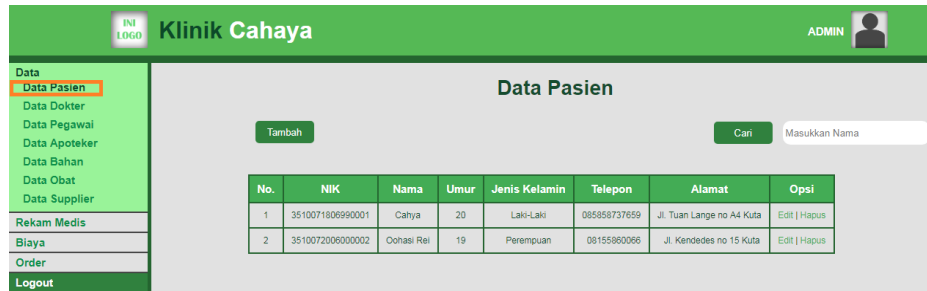 INI LOGO Klinik Cahaya ADMIN
Data
Data Pasien
Data Dokter
Data Pegawai
Data Apoteker
Data Bahan
Data Obat
Data Supplier
Rekam Medis
Biaya
Order
Logout
Data Pasien
Tambah Cari Masukkan Nama
No. NIK Nama Umur Jenis Kelamin Telepon Alamat Opsi
1 3510071806990001 Cahya 20 Laki-Laki 085858737659 Jl. Tuan Lange no A4 Kuta Edit | Hapus
2 3510072006000002 Oohasi Rei 19 Perempuan 08155860066 Jl. Kendedes no 15 Kuta Edit | Hapus